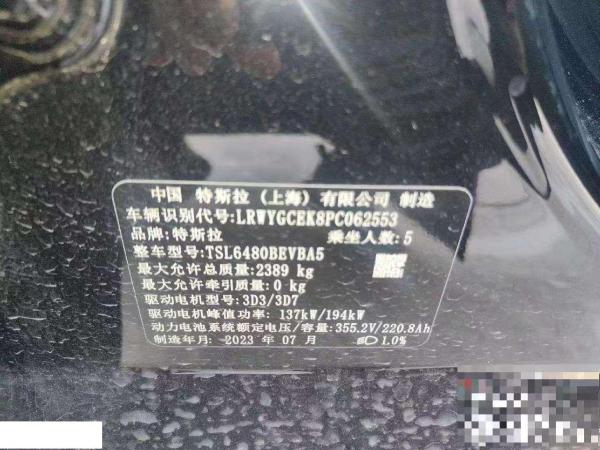 中国 特斯拉（上海）有限公司 制造
车辆识别代号:LRWYGCEK8PC062553
品牌:特斯拉 乘坐人数:5
整车型号:TSL6480BEVBA5
最大允许总质量:2389 kg
最大允许牵引质量:0 kg
驱动电机型号:3D3/3D7
驱动电机峰值功率: 137kW/194kW
动力电池系统额定电压/容量:355.2V/220.8Ah
制造年月:2023 年 07 月 1.0%